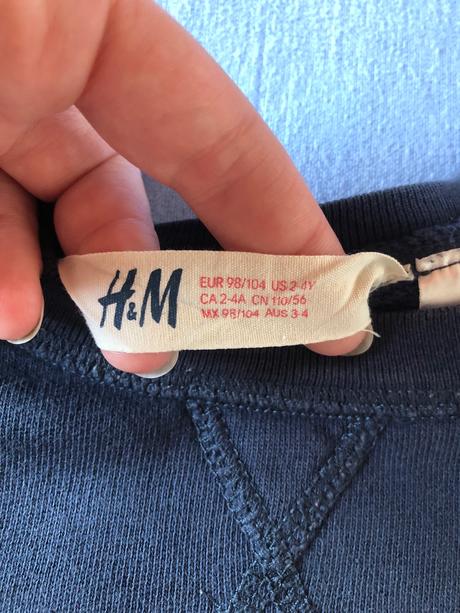 H&M
EUR 98/104 US 2-4Y
CA 2-4A CN 110/56
MX 98/104 AUS 3-4